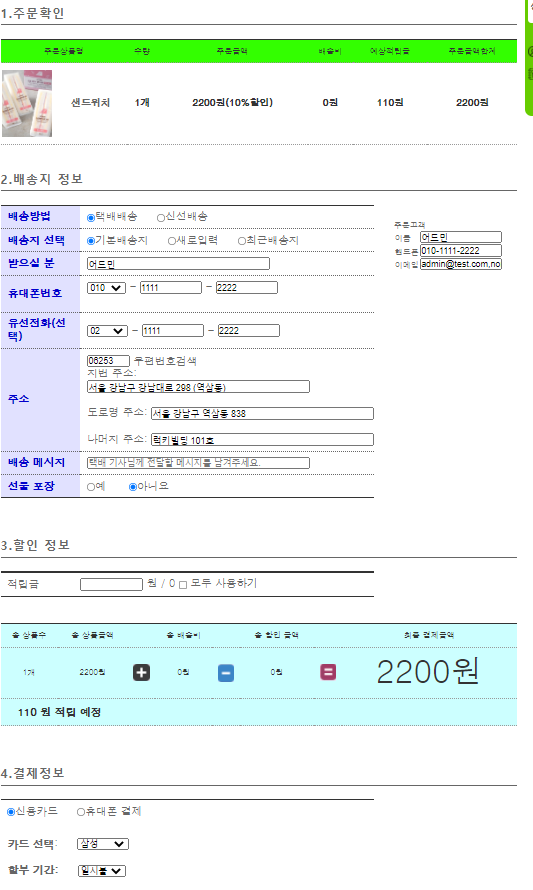 1.주문확인
주문상품명 수량 주문금액 배송비 예상적립금 주문금액합계
샌드위치 1개 2200원(10%할인) 0원 110원 2200원
2.배송지 정보
배송방법 택배배송 신선배송
배송지 선택 기본배송지 새로입력 최근배송지
받으실 분 어드민
휴대폰번호 010 - 1111 - 2222
유선전화(선택) 02 - 1111 - 2222
주소 06253 우편번호검색
지번 주소:
서울 강남구 강남대로 298 (역삼동)
도로명 주소: 서울 강남구 역삼동 838
나머지 주소: 럭키빌딩 101호
배송 메시지 택배 기사님께 전달할 메시지를 남겨주세요.
선물 포장 예 아니요
주문고객
이름 어드민
핸드폰 010-1111-2222
이메일 admin@test.com,no
3.할인 정보
적립금 원 / 0 모두 사용하기
총 상품수 총 상품금액 총 배송비 총 할인 금액 최종 결제금액
1개 2200원 + 0원 - 0원 = 2200원
110 원 적립 예정
4.결제정보
신용카드 휴대폰 결제
카드 선택: 삼성
할부 기간: 일시불